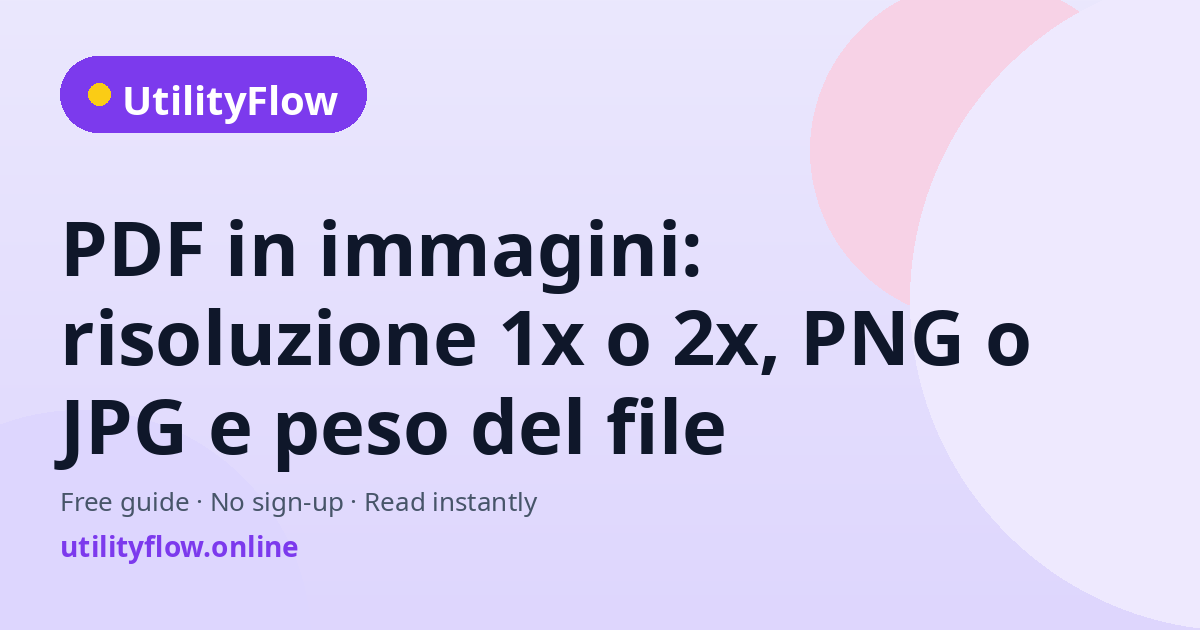 UtilityFlow
PDF in immagini:
risoluzione 1x o 2x, PNG o
JPG e peso del file
Free guide · No sign-up · Read instantly
utilityflow.online